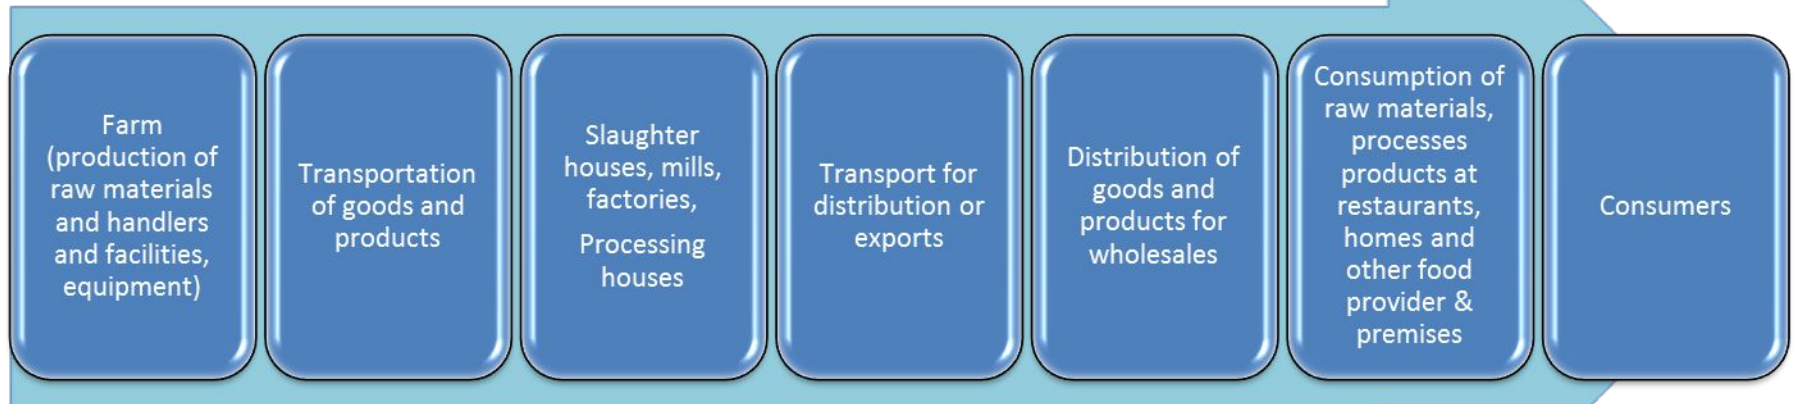 Farm
(production of
raw materials
and handlers
and facilities,
equipment)
Transportation
of goods and
products
Slaughter
houses, mills,
factories,
Processing
houses
Transport for
distribution or
exports
Distribution of
goods and
products for
wholesales
Consumption of
raw materials,
processes
products at
restaurants,
homes and
other food
provider &
premises
Consumers